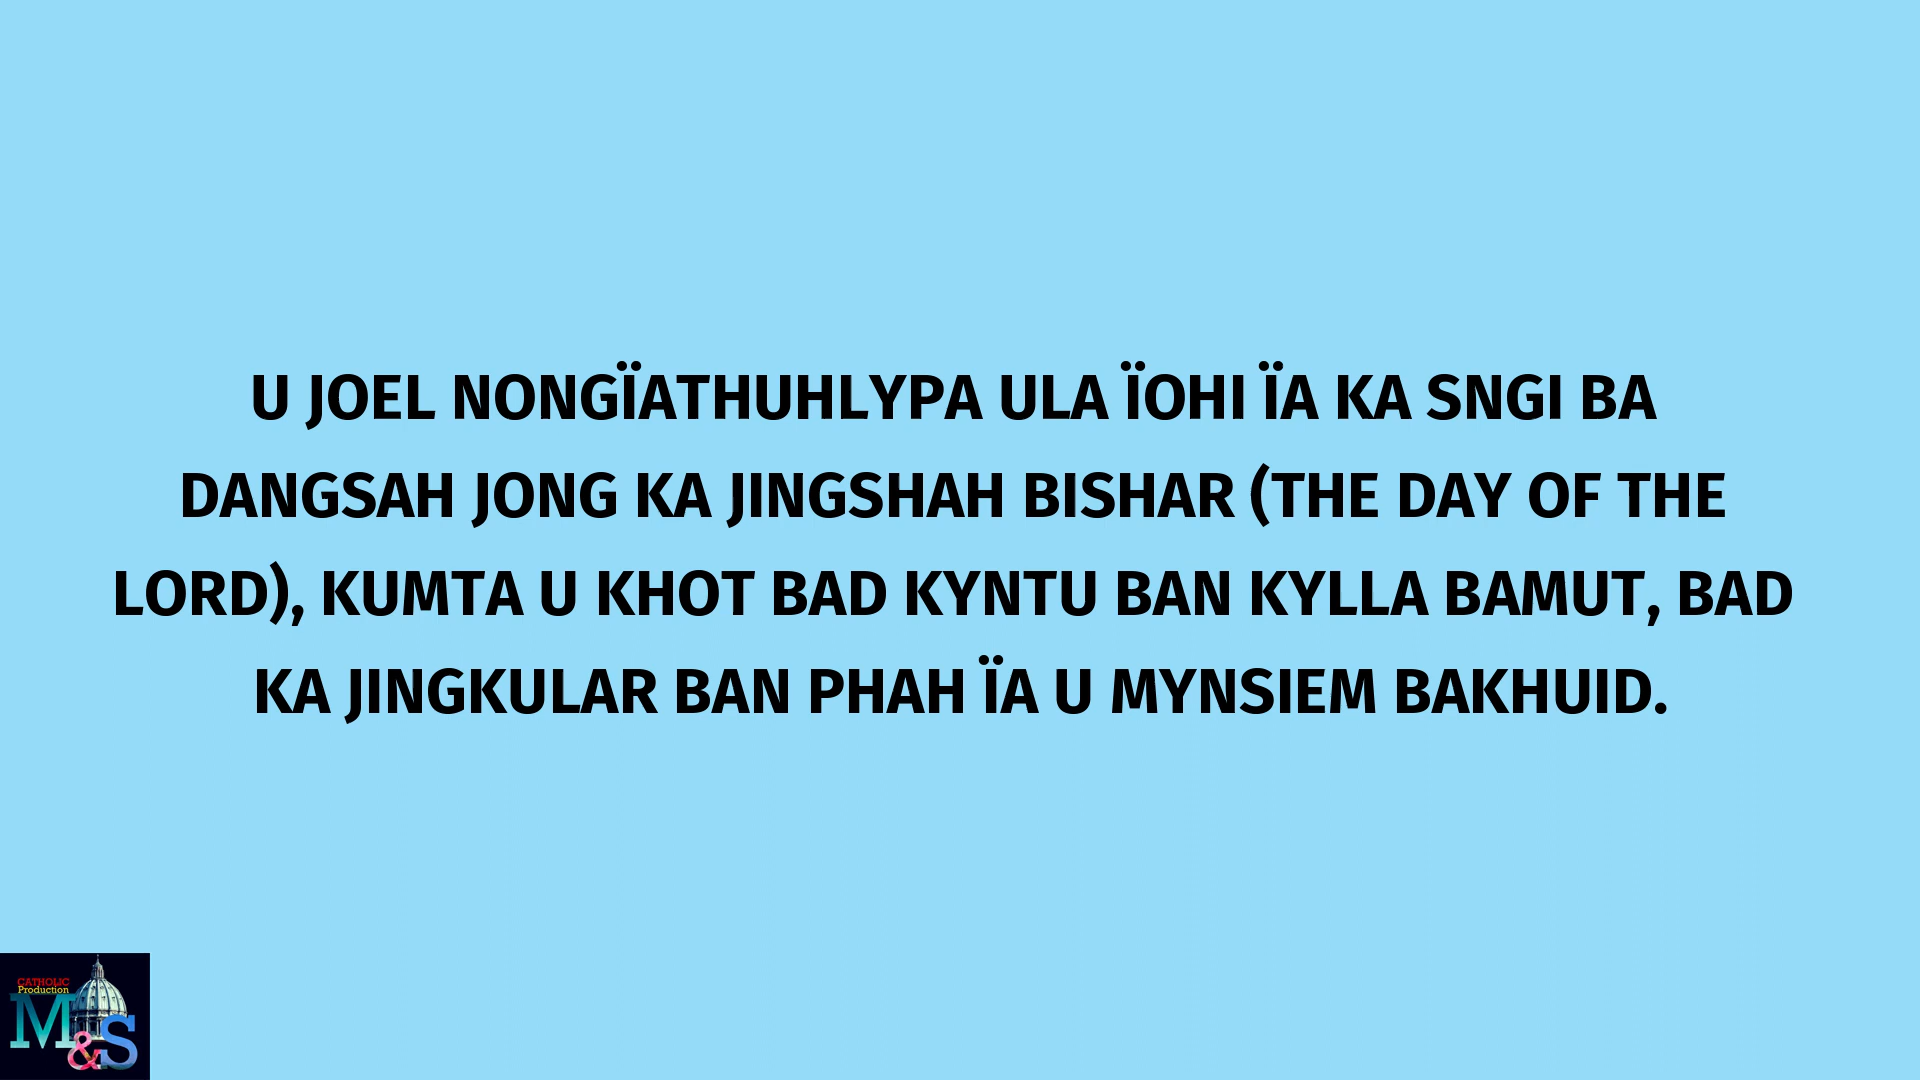 U JOEL NONGÏATHUHLYPA ULA ÏOHI ÏA KA SNGI BA
DANGSAH JONG KA JINGSHAH BISHAR (THE DAY OF THE
LORD), KUMTA U KHOT BAD KYNTU BAN KYLLA BAMUT, BAD
KA JINGKULAR BAN PHAH ÏA U MYNSIEM BAKHUID.
CATHOLIC
Production
M&S